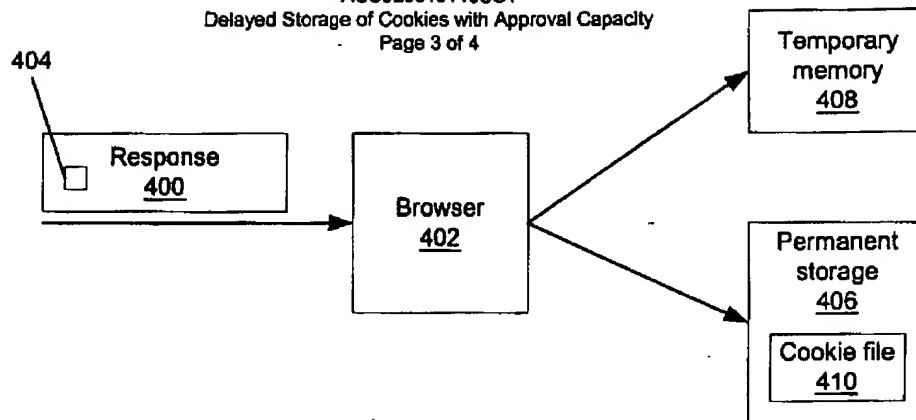 Delayed Storage of Cookies with Approval Capacity
Page 3 of 4
404
Response
400
Browser
402
Temporary
memory
408
Permanent
storage
406
Cookie file
410